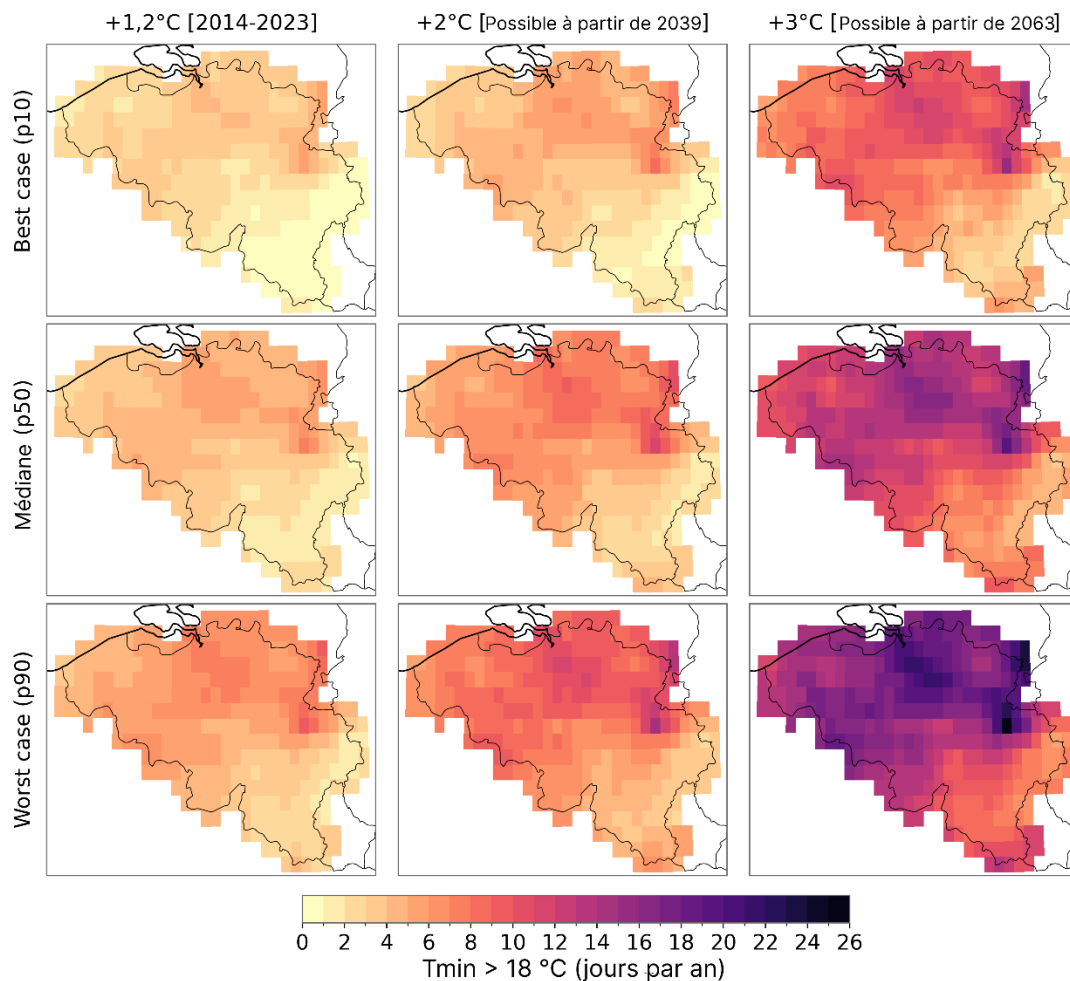 +1,2°C [2014-2023]
+2°C [Possible à partir de 2039]
+3°C [Possible à partir de 2063]
Best case (p10)
Médiane (p50)
Worst case (p90)
0 2 4 6 8 10 12 14 16 18 20 22 24 26
Tmin > 18 °C (jours par an)